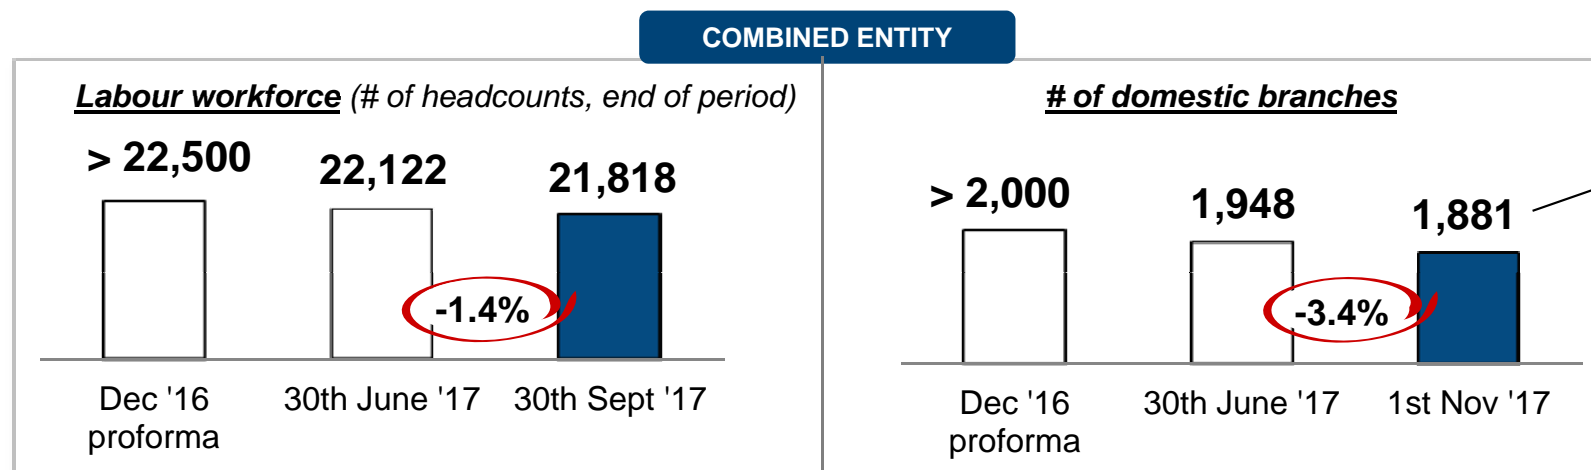 COMBINED ENTITY
Labour workforce (# of headcounts, end of period)
> 22,500
22,122
21,818
-1.4%
Dec '16
proforma
30th June '17
30th Sept '17
# of domestic branches
> 2,000
1,948
1,881
-3.4%
Dec '16
proforma
30th June '17
1st Nov '17